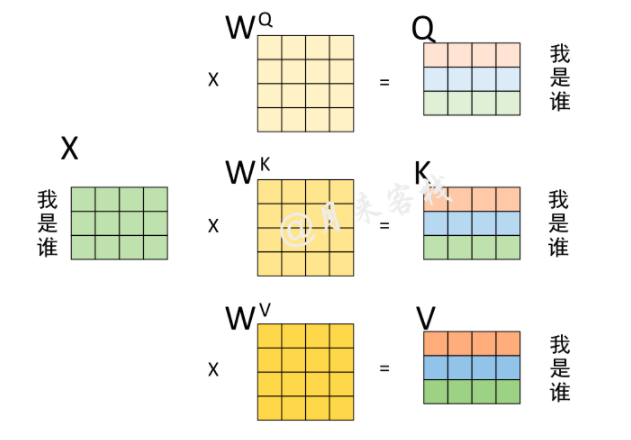 W^Q
Q
X
=
我
是
谁
X
我
是
谁
W^K
K
X
=
我
是
谁
W^V
V
X
=
我
是
谁
@月来客栈